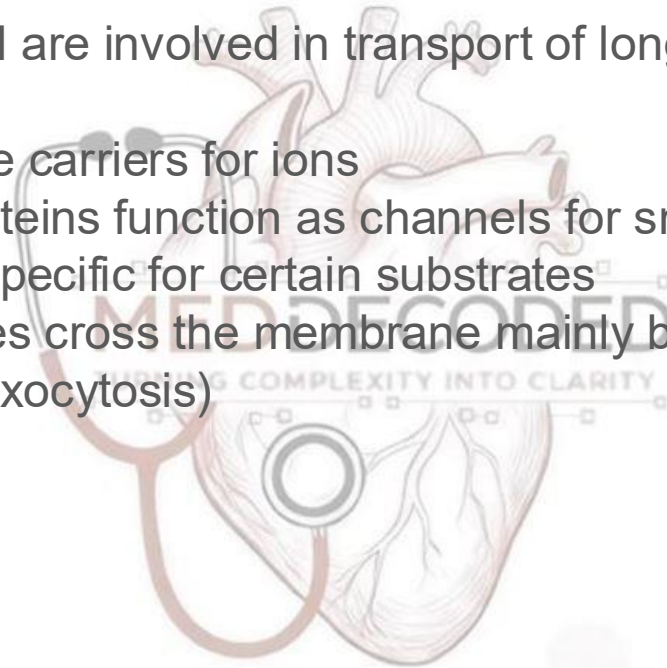 l are involved in transport of long
e carriers for ions
teins function as channels for sm
pecific for certain substrates
es cross the membrane mainly b
xocytosis)
MEDDECODED
TURNING COMPLEXITY INTO CLARITY